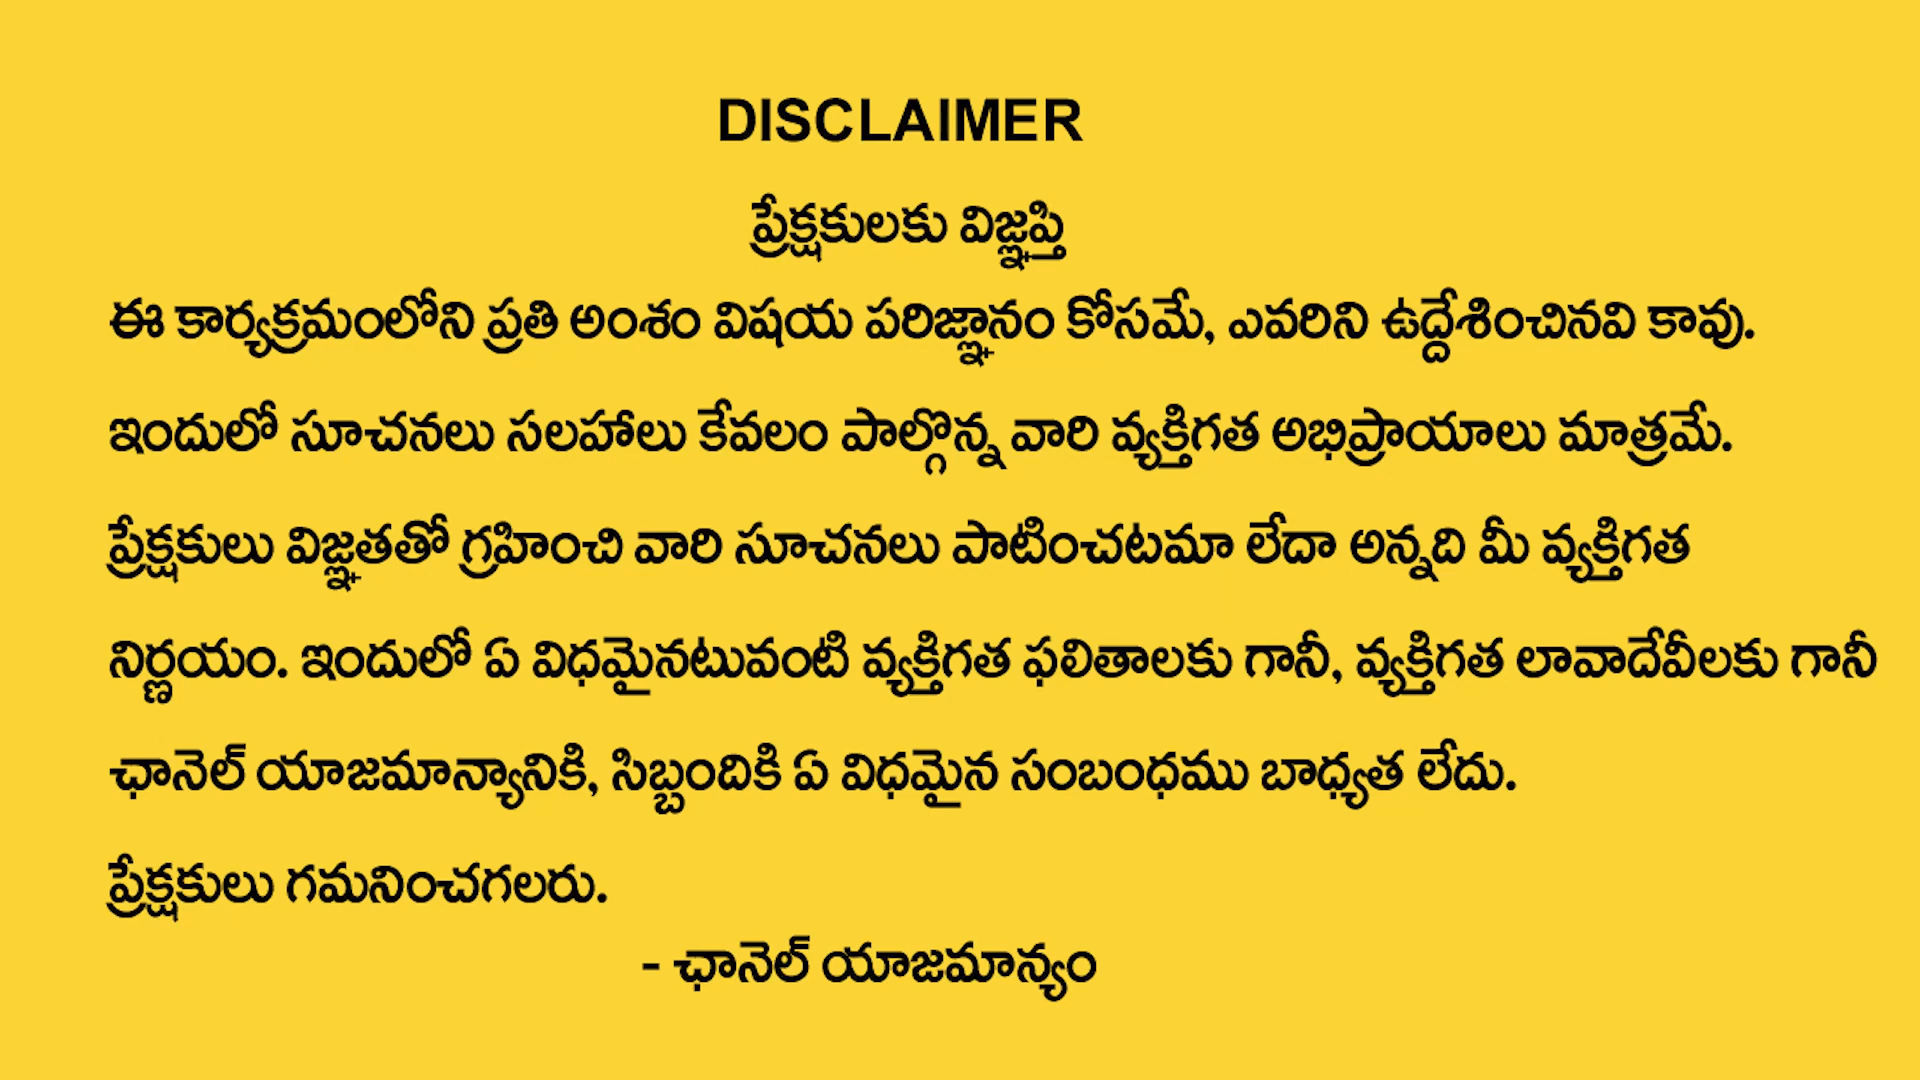 DISCLAIMER
ప్రేక్షకులకు విజ్ఞప్తి
ఈ కార్యక్రమంలోని ప్రతి అంశం విషయ పరిజ్ఞానం కోసమే, ఎవరిని ఉద్దేశించినవి కావు.
ఇందులో సూచనలు సలహాలు కేవలం పాల్గొన్న వారి వ్యక్తిగత అభిప్రాయాలు మాత్రమే.
ప్రేక్షకులు విజ్ఞతతో గ్రహించి వారి సూచనలు పాటించటమా లేదా అన్నది మీ వ్యక్తిగత
నిర్ణయం. ఇందులో ఏ విధమైనటువంటి వ్యక్తిగత ఫలితాలకు గానీ, వ్యక్తిగత లావాదేవీలకు గానీ
ఛానెల్ యాజమాన్యానికి, సిబ్బందికి ఏ విధమైన సంబంధము బాధ్యత లేదు.
ప్రేక్షకులు గమనించగలరు.
- ఛానెల్ యాజమాన్యం